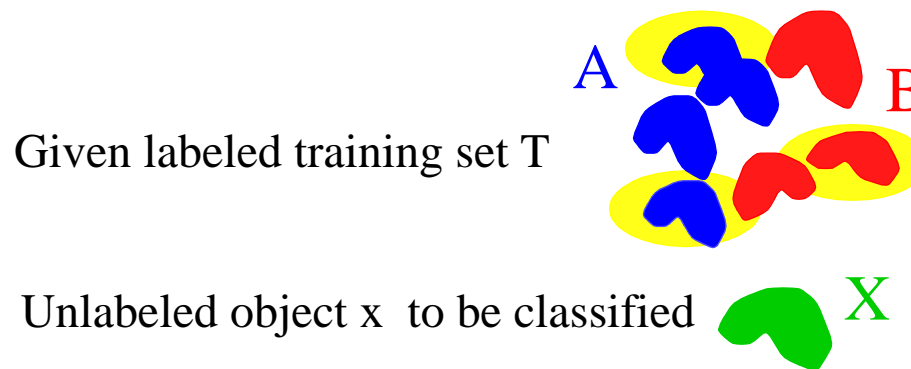 A
B
Given labeled training set T
Unlabeled object x to be classified
X